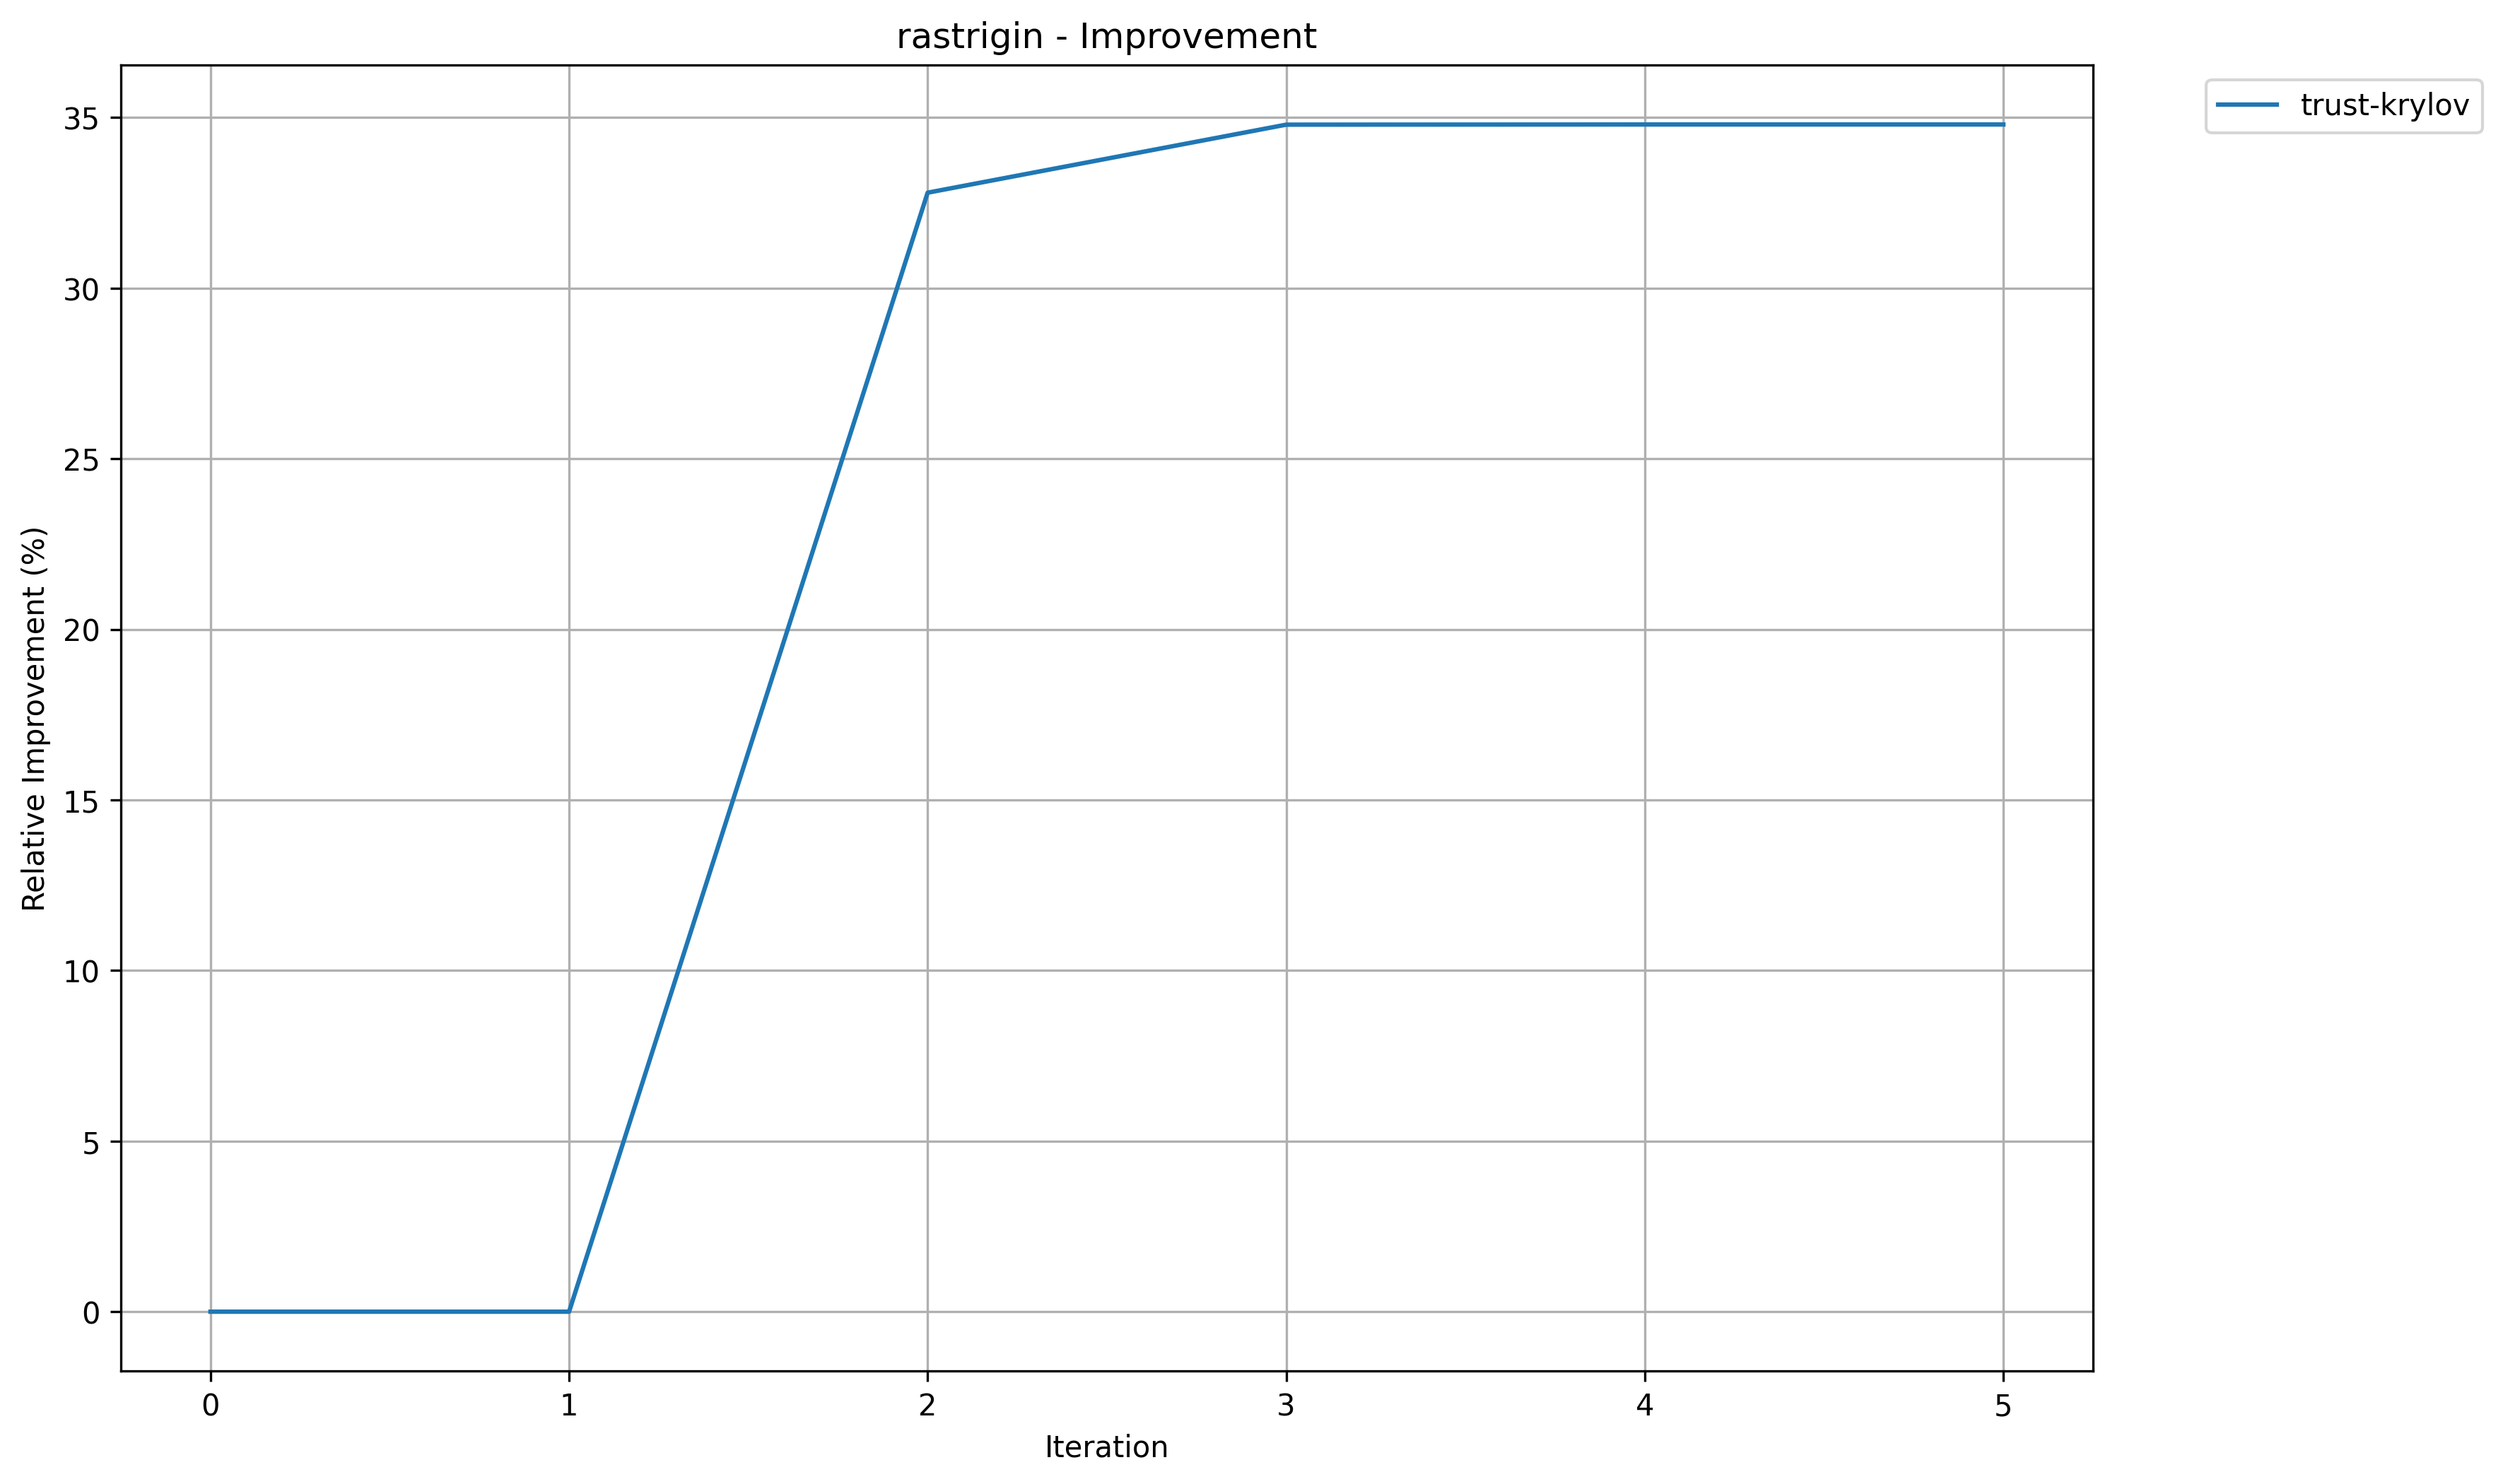 rastrigin - Improvement
trust-krylov
Relative Improvement (%)
35
30
25
20
15
10
5
0
0 1 2 3 4 5
Iteration